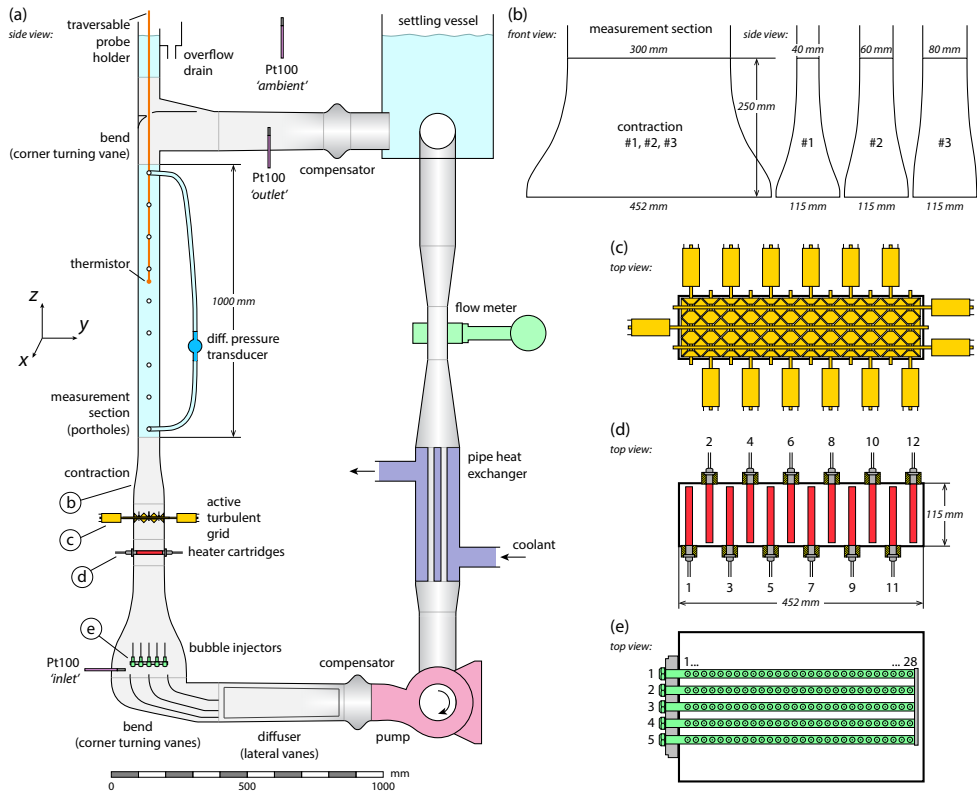 (a)
side view:
traversable
probe
holder
overflow
drain
Pt100
'ambient'
settling vessel
bend
(corner turning vane)
Pt100
'outlet'
compensator
thermistor
1000 mm
z
y
x
diff. pressure
transducer
flow meter
measurement
section
(portholes)
contraction
b
pipe heat
exchanger
active
turbulent
grid
c
heater cartridges
d
coolant
e
bubble injectors
Pt100
'inlet'
compensator
bend
(corner turning vanes)
diffuser
(lateral vanes)
pump
mm
0
500
1000
(b)
front view:
measurement section
side view:
300 mm
40 mm
60 mm
80 mm
250 mm
contraction
#1, #2, #3
#1
#2
#3
452 mm
115 mm
115 mm
115 mm
(c)
top view:
(d)
top view:
2 4 6 8 10 12
115 mm
1 3 5 7 9 11
452 mm
(e)
top view:
1... ... 28
1
2
3
4
5